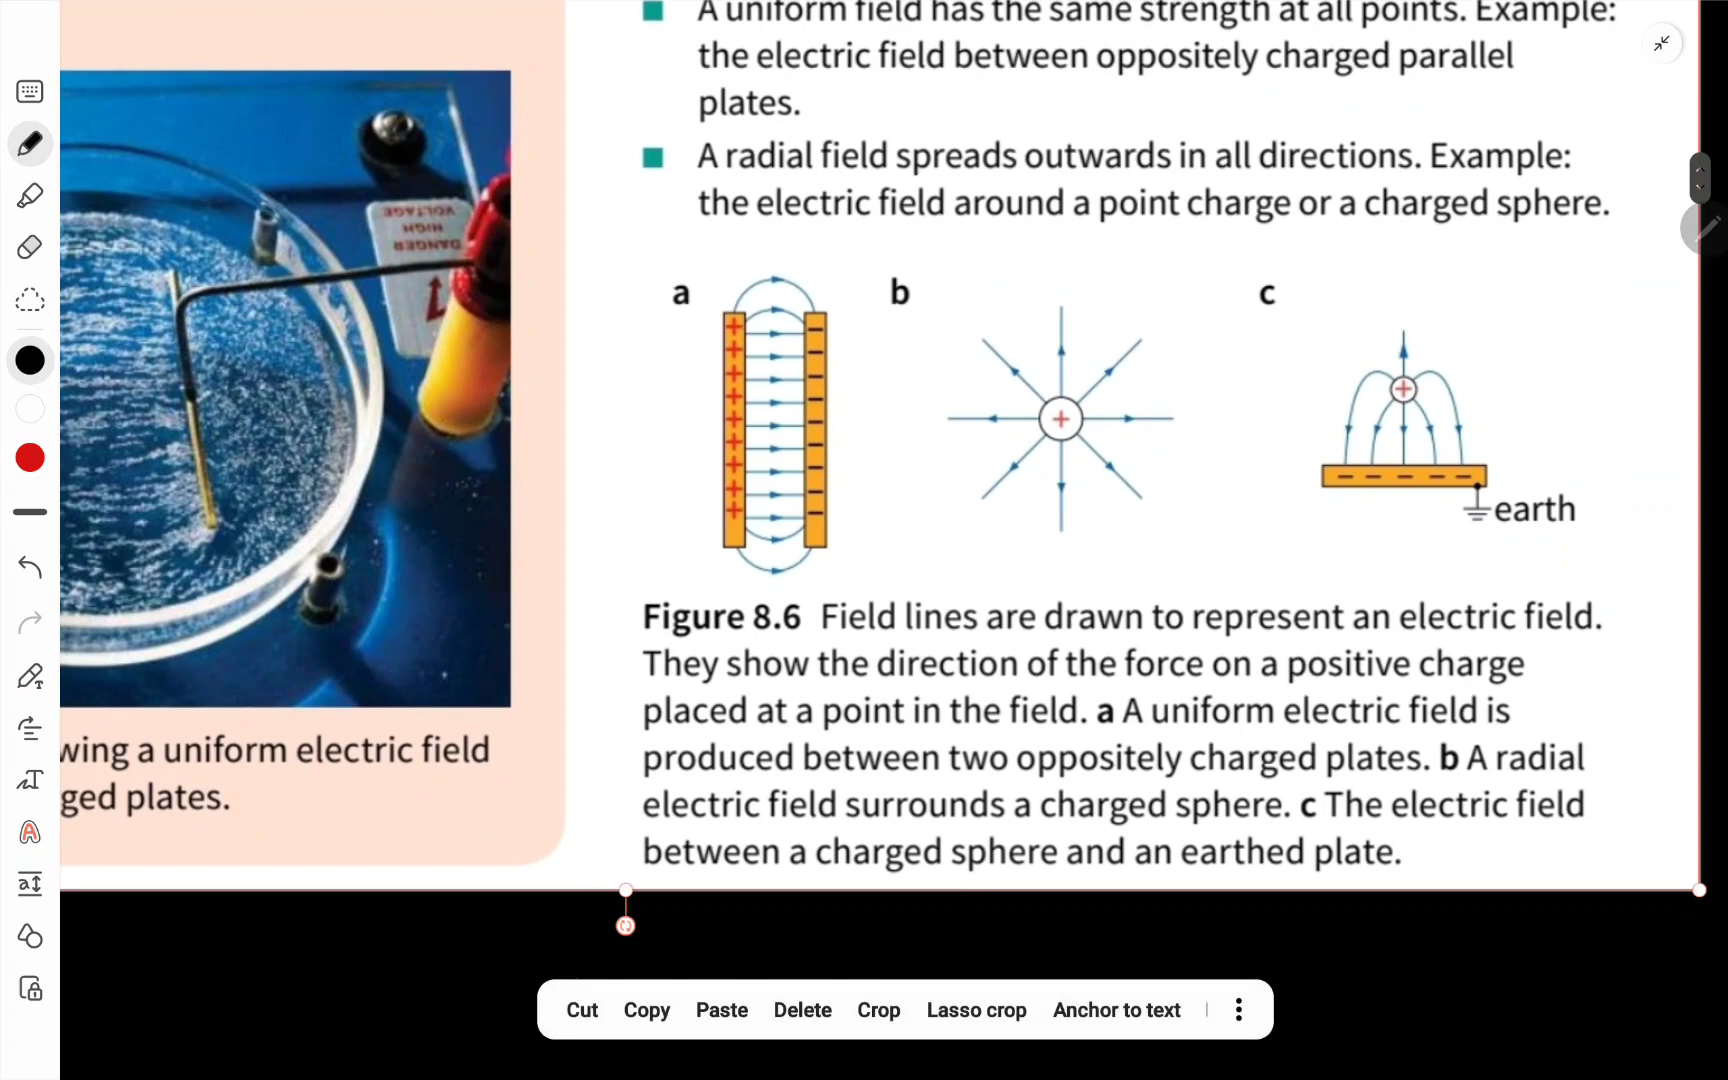 A uniform field has the same strength at all points. Example:
the electric field between oppositely charged parallel
plates.
A radial field spreads outwards in all directions. Example:
the electric field around a point charge or a charged sphere.
DANGER
HIGH
VOLTAGE
a
b
c
earth
Figure 8.6 Field lines are drawn to represent an electric field.
They show the direction of the force on a positive charge
placed at a point in the field. a A uniform electric field is
produced between two oppositely charged plates. b A radial
electric field surrounds a charged sphere. c The electric field
between a charged sphere and an earthed plate.
wing a uniform electric field
ged plates.
Cut Copy Paste Delete Crop Lasso crop Anchor to text